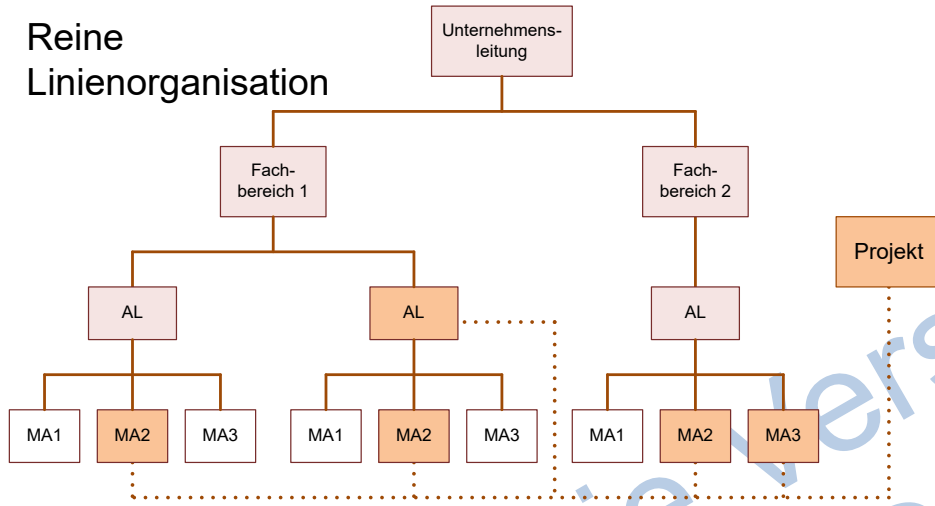 Reine
Linienorganisation
Unternehmens-
leitung
Fach-
bereich 1
Fach-
bereich 2
Projekt
AL
AL
AL
MA1
MA2
MA3
MA1
MA2
MA3
MA1
MA2
MA3